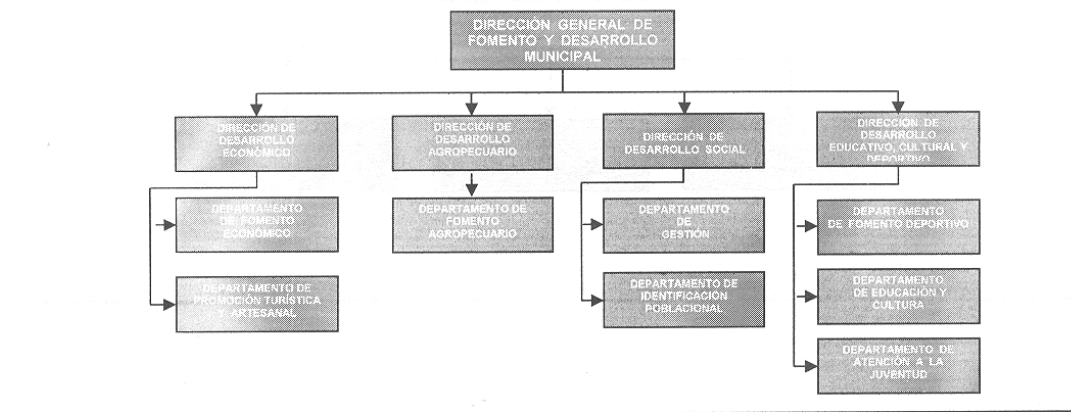 DIRECCIÓN GENERAL DE
FOMENTO Y DESARROLLO
MUNICIPAL
DIRECCIÓN DE
DESARROLLO
ECONÓMICO
DIRECCIÓN DE
DESARROLLO
AGROPECUARIO
DIRECCIÓN DE
DESARROLLO SOCIAL
DIRECCIÓN DE
DESARROLLO
EDUCATIVO, CULTURAL Y
DEPORTIVO
DEPARTAMENTO
DE FOMENTO
ECONÓMICO
DEPARTAMENTO DE
FOMENTO
AGROPECUARIO
DEPARTAMENTO
DE
GESTIÓN
DEPARTAMENTO
DE FOMENTO DEPORTIVO
DEPARTAMENTO DE
PROMOCIÓN TURÍSTICA
Y ARTESANAL
DEPARTAMENTO DE
IDENTIFICACIÓN
POBLACIONAL
DEPARTAMENTO
DE EDUCACIÓN Y
CULTURA
DEPARTAMENTO DE
ATENCIÓN A LA
JUVENTUD